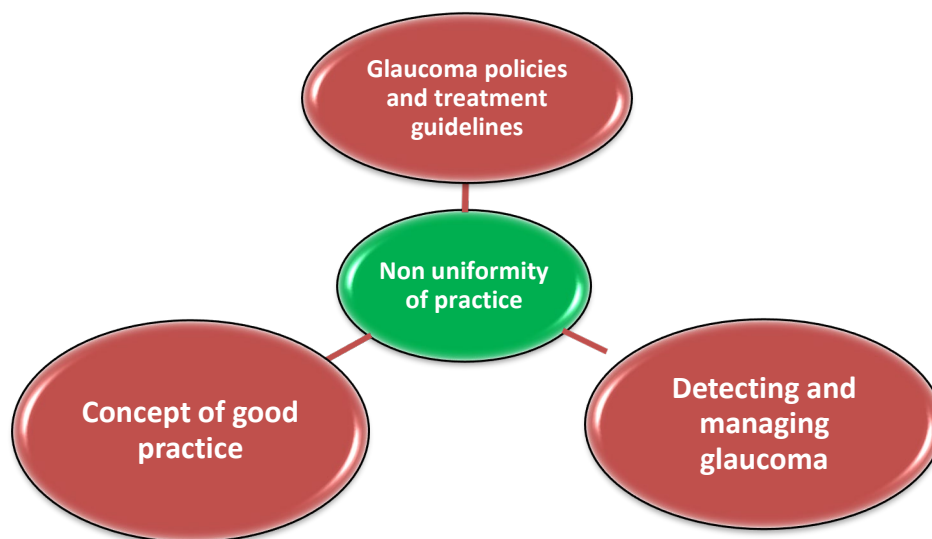 Glaucoma policies
and treatment
guidelines
Non uniformity
of practice
Concept of good
practice
Detecting and
managing
glaucoma